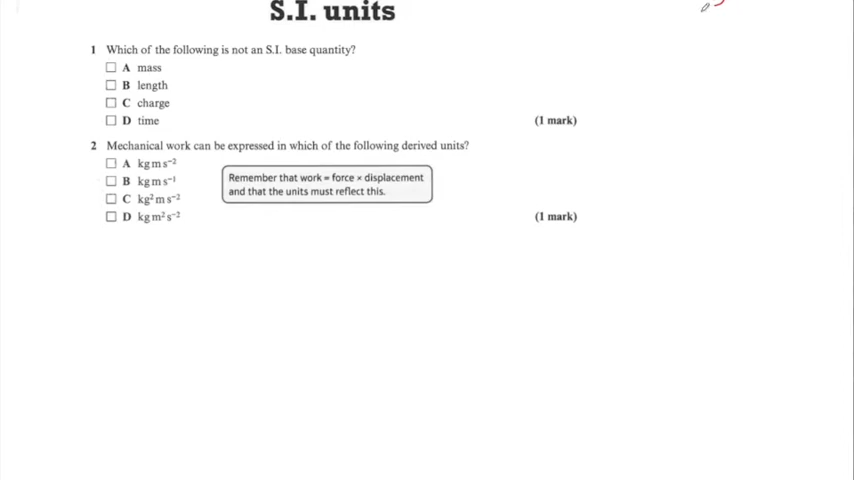 S.I. units
1 Which of the following is not an S.I. base quantity?
A mass
B length
C charge
D time
(1 mark)
2 Mechanical work can be expressed in which of the following derived units?
A kg m s⁻²
B kg m s⁻¹
C kg² m s⁻²
D kg m² s⁻²
Remember that work = force × displacement
and that the units must reflect this.
(1 mark)